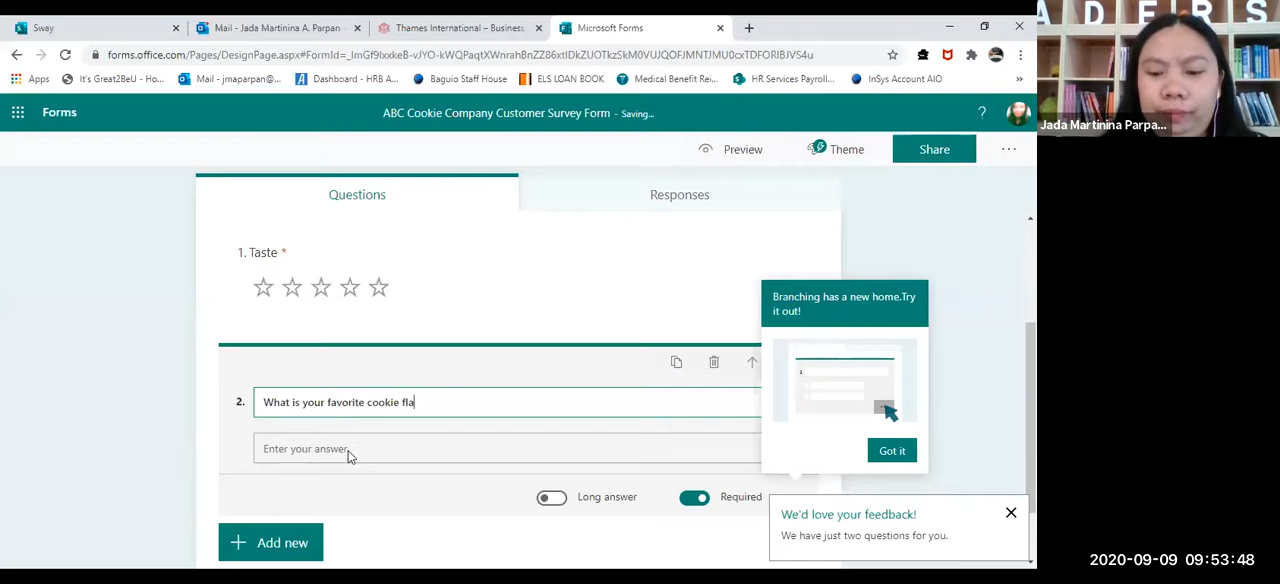 Sway
Mail - Jada Martinina A. Parpan -
Thames International – Business
Microsoft Forms
forms.office.com/Pages/DesignPage.aspx#FormId=_ImGf9IxxkeB-vJYO-kWQPaqtXWnrahBnZZ86xtIDkZUOTkzSkM0VUJQOFJMNTJMU0cxTDFORIBJVS4u
Apps
It's Great2BeU - Ho...
Mail - jmaparpan@...
Dashboard - HRB A...
Baguio Staff House
ELS LOAN BOOK
Medical Benefit Rei...
HR Services Payroll...
InSys Account AIO
»
ADERS
Jada Martinina Parpa...
Forms
ABC Cookie Company Customer Survey Form - Saving...
?
Preview
Theme
Share
...
Questions
Responses
1. Taste *
Branching has a new home.Try
it out!
Got it
2.
What is your favorite cookie fla
Enter your answer
Long answer
Required
We'd love your feedback!
We have just two questions for you.
+ Add new
2020-09-09 09:53:48